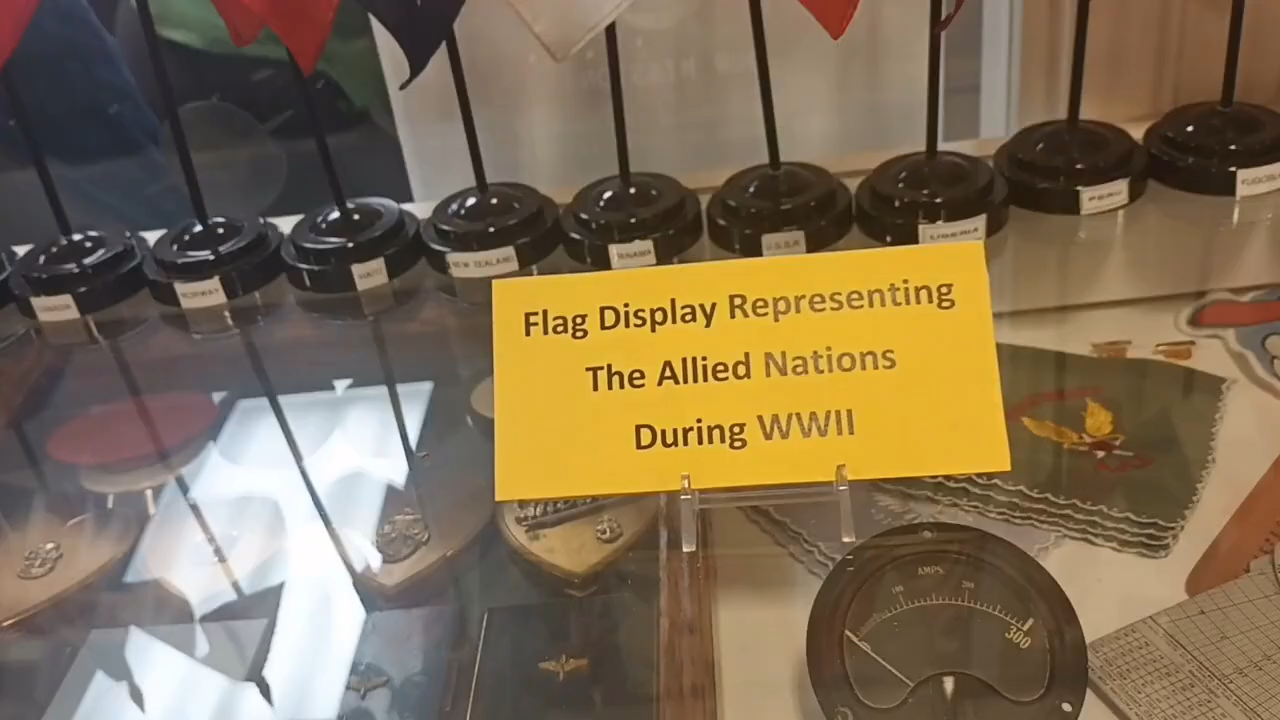 NORWAY
HAITI
NEW ZEALAND
PANAMA
U.S.S.R.
LIBERIA
PERU
Flag Display Representing
The Allied Nations
During WWII
AMPS.
100
200
300